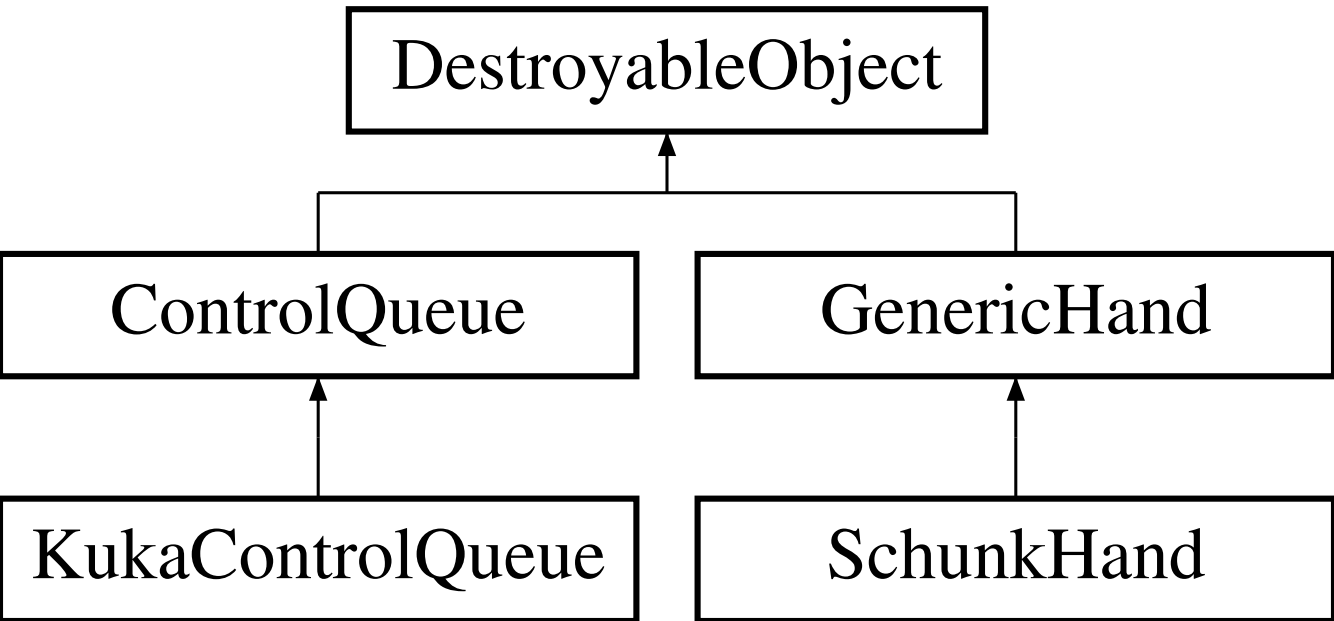 DestroyableObject
ControlQueue
GenericHand
KukaControlQueue
SchunkHand